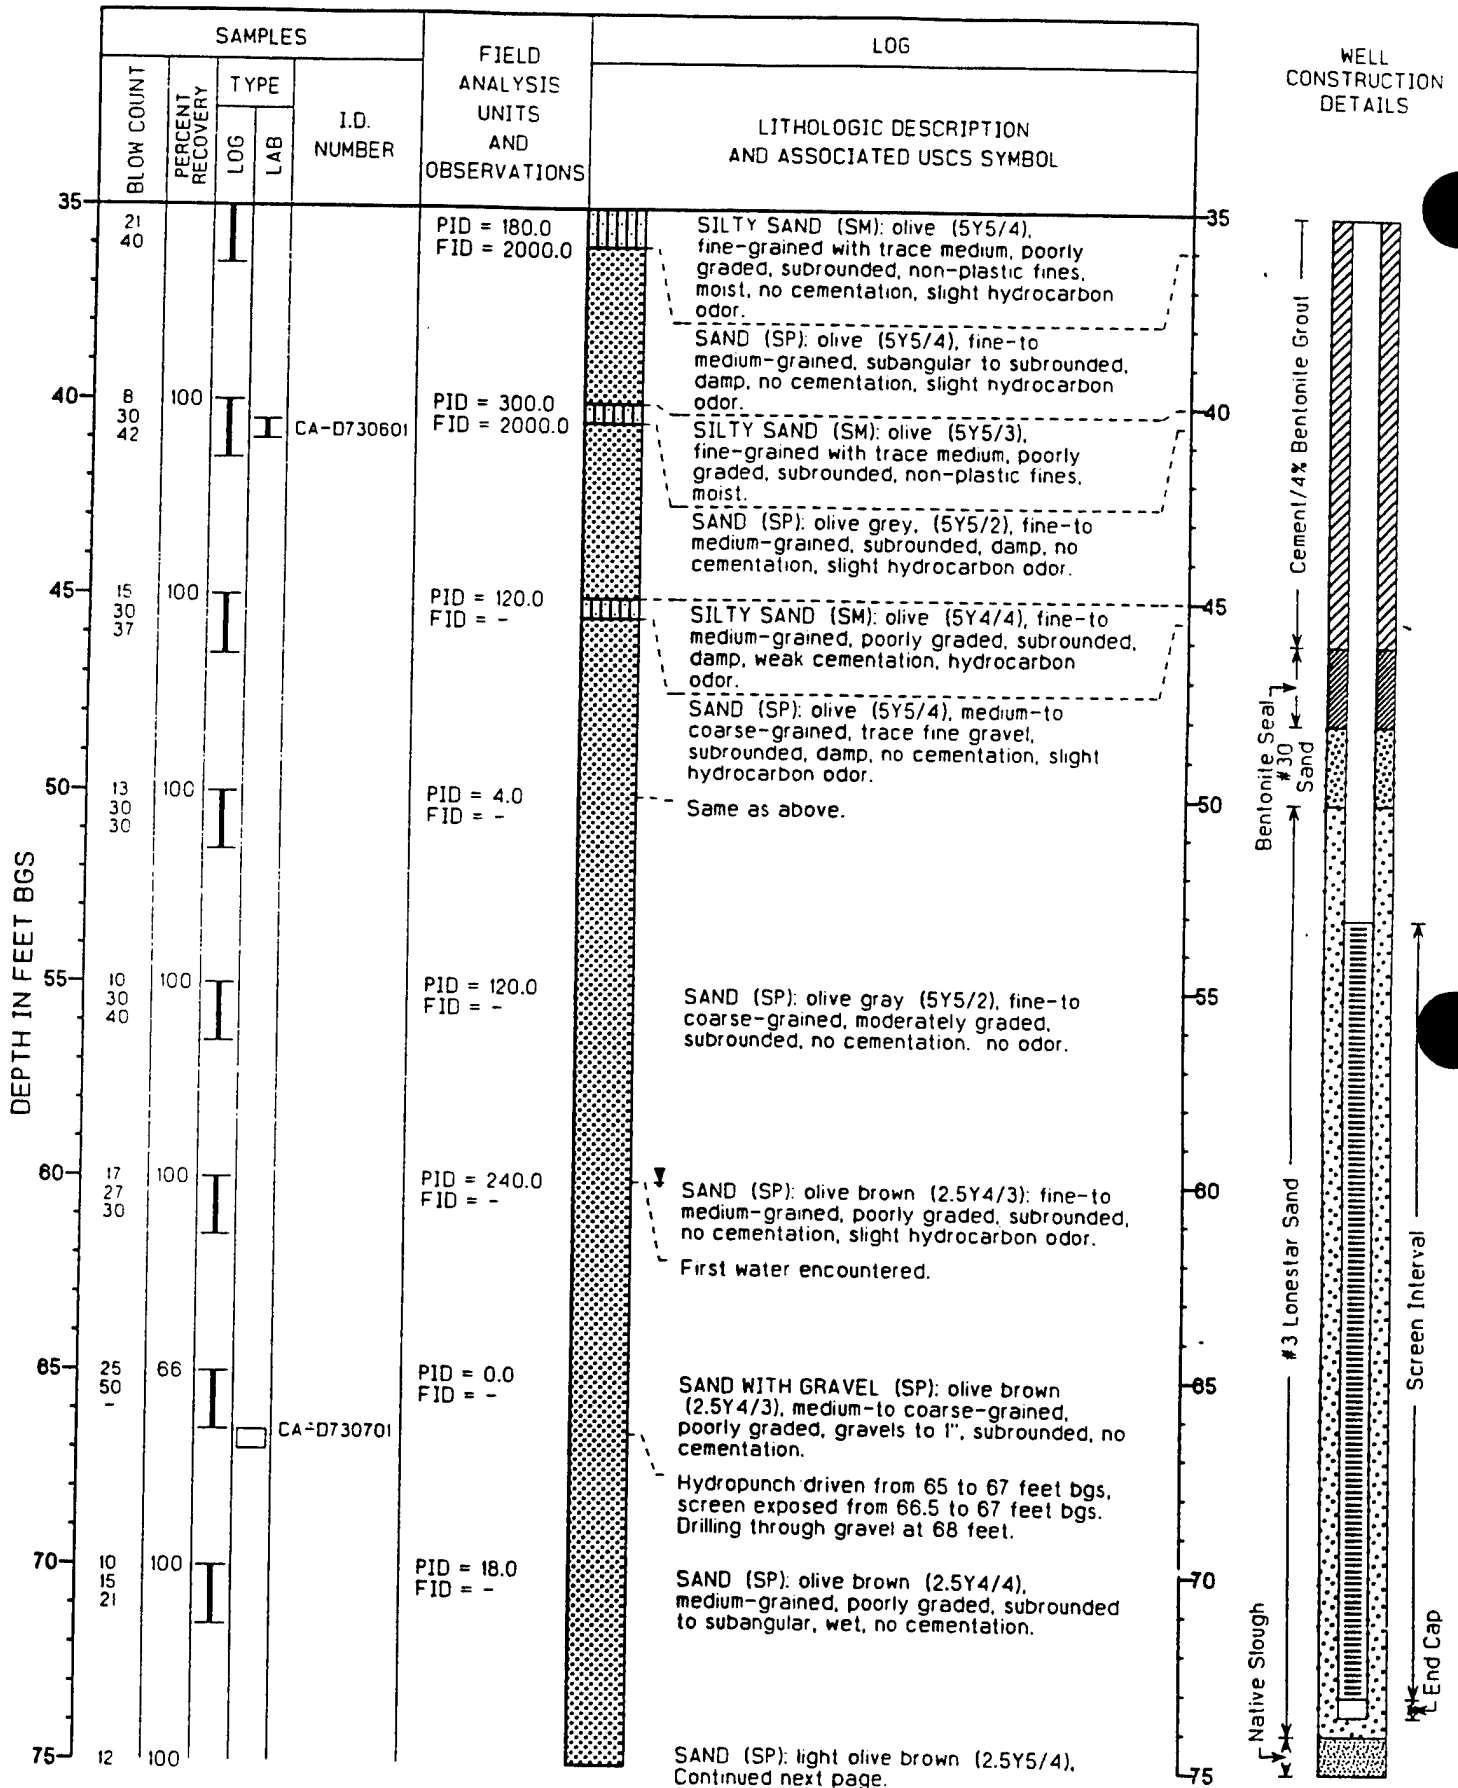 SAMPLES
BLOW COUNT
PERCENT RECOVERY
TYPE
LOG
LAB
I.D.
NUMBER
FIELD
ANALYSIS
UNITS
AND
OBSERVATIONS
LOG
LITHOLOGIC DESCRIPTION
AND ASSOCIATED USCS SYMBOL
WELL
CONSTRUCTION
DETAILS
DEPTH IN FEET BGS
35
21
40
PID = 180.0
FID = 2000.0
SILTY SAND (SM): olive (5Y5/4),
fine-grained with trace medium, poorly
graded, subrounded, non-plastic fines,
moist, no cementation, slight hydrocarbon
odor.
35
SAND (SP): olive (5Y5/4), fine-to
medium-grained, subangular to subrounded,
damp, no cementation, slight hydrocarbon
odor.
40
8
30
42
100
CA-D730601
PID = 300.0
FID = 2000.0
40
SILTY SAND (SM): olive (5Y5/3),
fine-grained with trace medium, poorly
graded, subrounded, non-plastic fines,
moist.
SAND (SP): olive grey, (5Y5/2), fine-to
medium-grained, subrounded, damp, no
cementation, slight hydrocarbon odor.
45
15
30
37
100
PID = 120.0
FID = -
45
SILTY SAND (SM): olive (5Y4/4), fine-to
medium-grained, poorly graded, subrounded,
damp, weak cementation, hydrocarbon
odor.
SAND (SP): olive (5Y5/4), medium-to
coarse-grained, trace fine gravel,
subrounded, damp, no cementation, slight
hydrocarbon odor.
50
13
30
30
100
PID = 4.0
FID = -
Same as above.
50
55
10
30
40
100
PID = 120.0
FID = -
SAND (SP): olive gray (5Y5/2), fine-to
coarse-grained, moderately graded,
subrounded, no cementation. no odor.
55
60
17
27
30
100
PID = 240.0
FID = -
SAND (SP): olive brown (2.5Y4/3): fine-to
medium-grained, poorly graded, subrounded,
no cementation, slight hydrocarbon odor.
First water encountered.
60
65
25
50
-
66
CA-D730701
PID = 0.0
FID = -
SAND WITH GRAVEL (SP): olive brown
(2.5Y4/3), medium-to coarse-grained,
poorly graded, gravels to 1", subrounded, no
cementation.
65
Hydropunch driven from 65 to 67 feet bgs,
screen exposed from 66.5 to 67 feet bgs.
Drilling through gravel at 68 feet.
70
10
15
21
100
PID = 18.0
FID = -
SAND (SP): olive brown (2.5Y4/4),
medium-grained, poorly graded, subrounded
to subangular, wet, no cementation.
70
75
12
100
SAND (SP): light olive brown (2.5Y5/4),
Continued next page.
75
Cement/4% Bentonite Grout
Bentonite Seal
#30
Sand
#3 Lonestar Sand
Screen Interval
Native Slough
End Cap